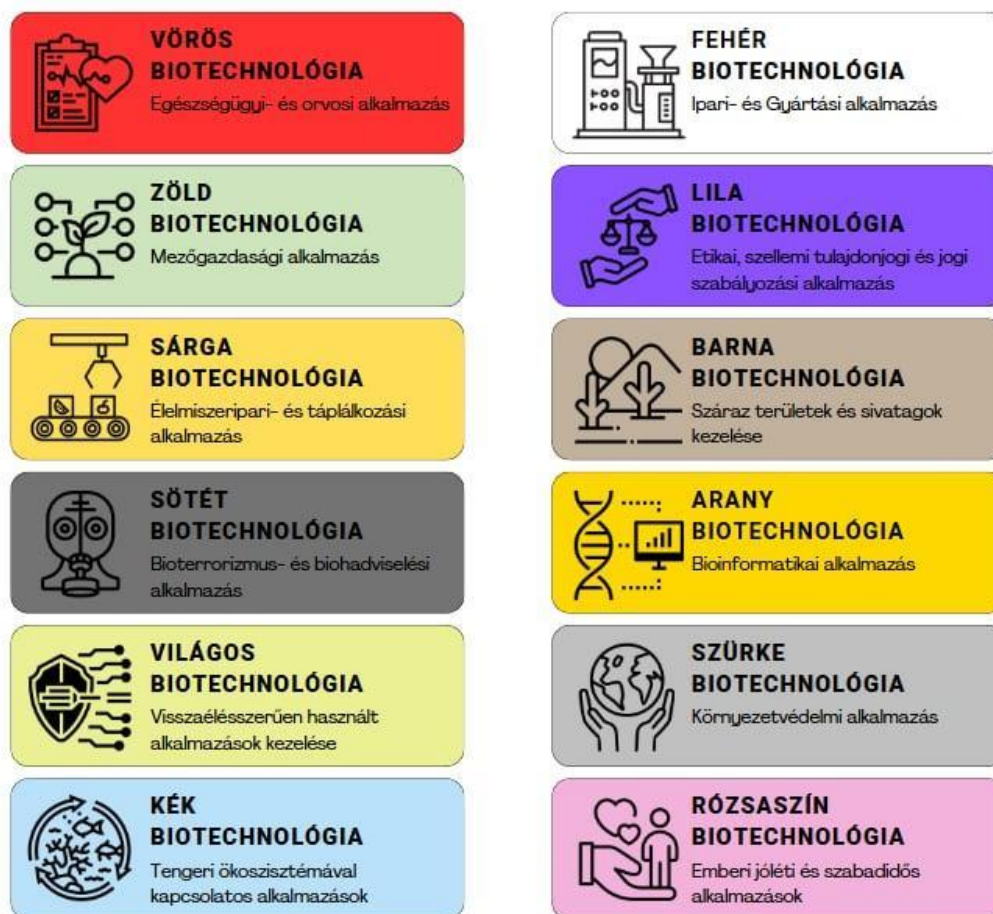 VÖRÖS
BIOTECHNOLÓGIA
Egészségügyi- és orvosi alkalmazás
FEHÉR
BIOTECHNOLÓGIA
Ipari- és Gyártási alkalmazás
ZÖLD
BIOTECHNOLÓGIA
Mezőgazdasági alkalmazás
LILA
BIOTECHNOLÓGIA
Etikai, szellemi tulajdonjogi és jogi
szabályozási alkalmazás
SÁRGA
BIOTECHNOLÓGIA
Élelmiszeripari- és táplálkozási
alkalmazás
BARNA
BIOTECHNOLÓGIA
Száraz területek és sivatagok
kezelése
SÖTÉT
BIOTECHNOLÓGIA
Bioterrorizmus- és biohadviselési
alkalmazás
ARANY
BIOTECHNOLÓGIA
Bioinformatikai alkalmazás
VILÁGOS
BIOTECHNOLÓGIA
Visszaélésszerűen használt
alkalmazások kezelése
SZÜRKE
BIOTECHNOLÓGIA
Környezetvédelmi alkalmazás
KÉK
BIOTECHNOLÓGIA
Tengeri ökoszisztémával
kapcsolatos alkalmazások
RÓZSASZÍN
BIOTECHNOLÓGIA
Emberi jóléti és szabadidős
alkalmazások